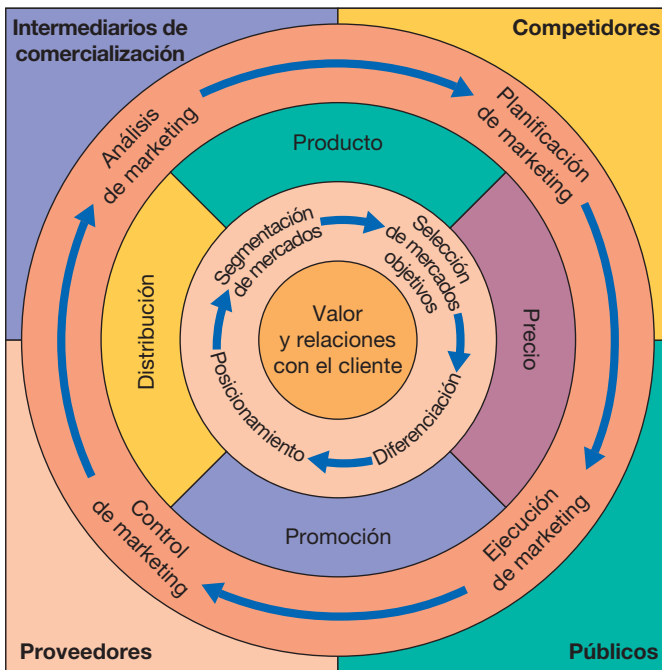 Intermediarios de
comercialización
Competidores
Análisis
de marketing
Planificación
de marketing
Producto
Segmentación
de mercados
Selección
de mercados
objetivos
Distribución
Valor
y relaciones
con el cliente
Precio
Posicionamiento
Diferenciación
Promoción
Control
de marketing
Ejecución
de marketing
Proveedores
Públicos